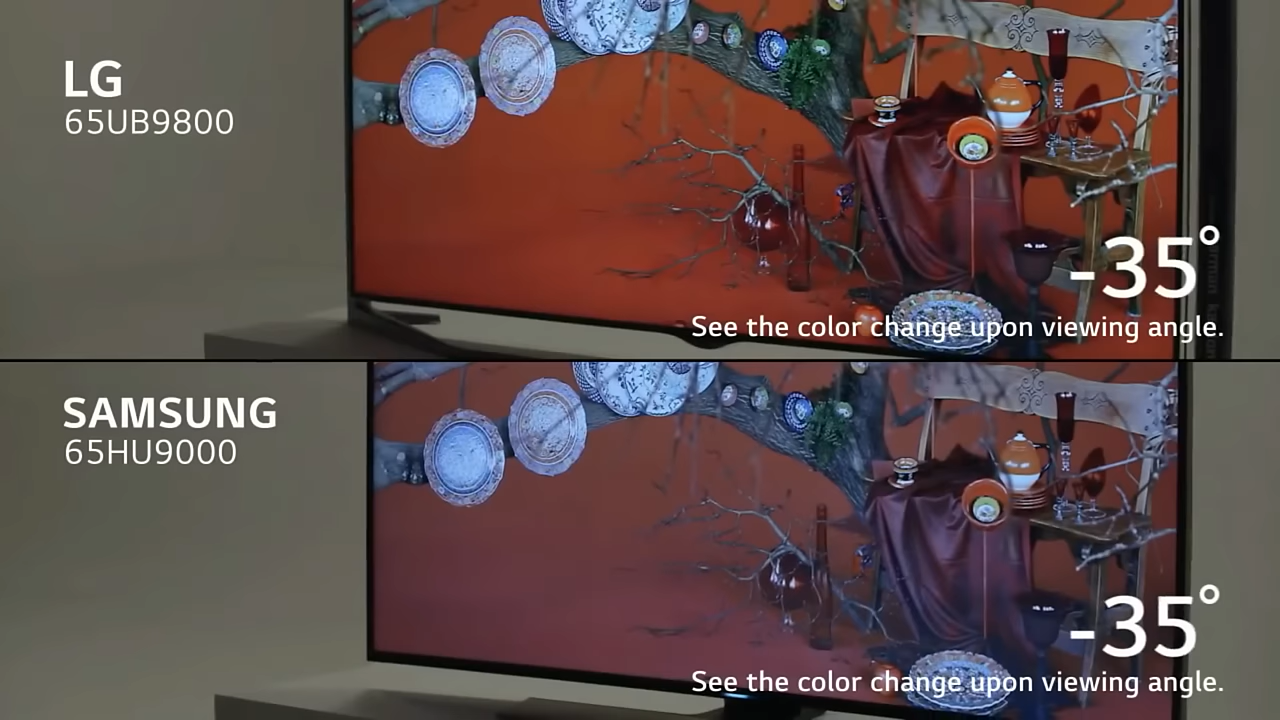 LG
65UB9800
-35°
See the color change upon viewing angle.
SAMSUNG
65HU9000
-35°
See the color change upon viewing angle.